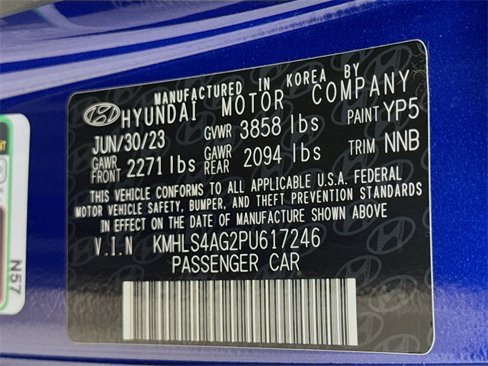 MANUFACTURED IN KOREA BY
HYUNDAI MOTOR COMPANY
JUN/30/23 GVWR 3858 lbs PAINT YP5
GAWR FRONT 2271 lbs GAWR REAR 2094 lbs TRIM NNB
THIS VEHICLE CONFORMS TO ALL APPLICABLE U.S.A. FEDERAL
MOTOR VEHICLE SAFETY, BUMPER, AND THEFT PREVENTION STANDARDS
IN EFFECT ON THE DATE OF MANUFACTURE SHOWN ABOVE
V.I.N KMHLS4AG2PU617246
PASSENGER CAR
N57